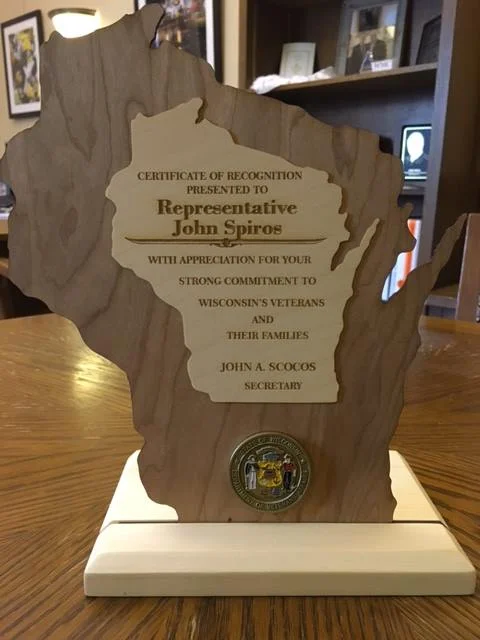 CERTIFICATE OF RECOGNITION
PRESENTED TO
Representative
John Spiros
WITH APPRECIATION FOR YOUR
STRONG COMMITMENT TO
WISCONSIN'S VETERANS
AND
THEIR FAMILIES
JOHN A. SCOCOS
SECRETARY